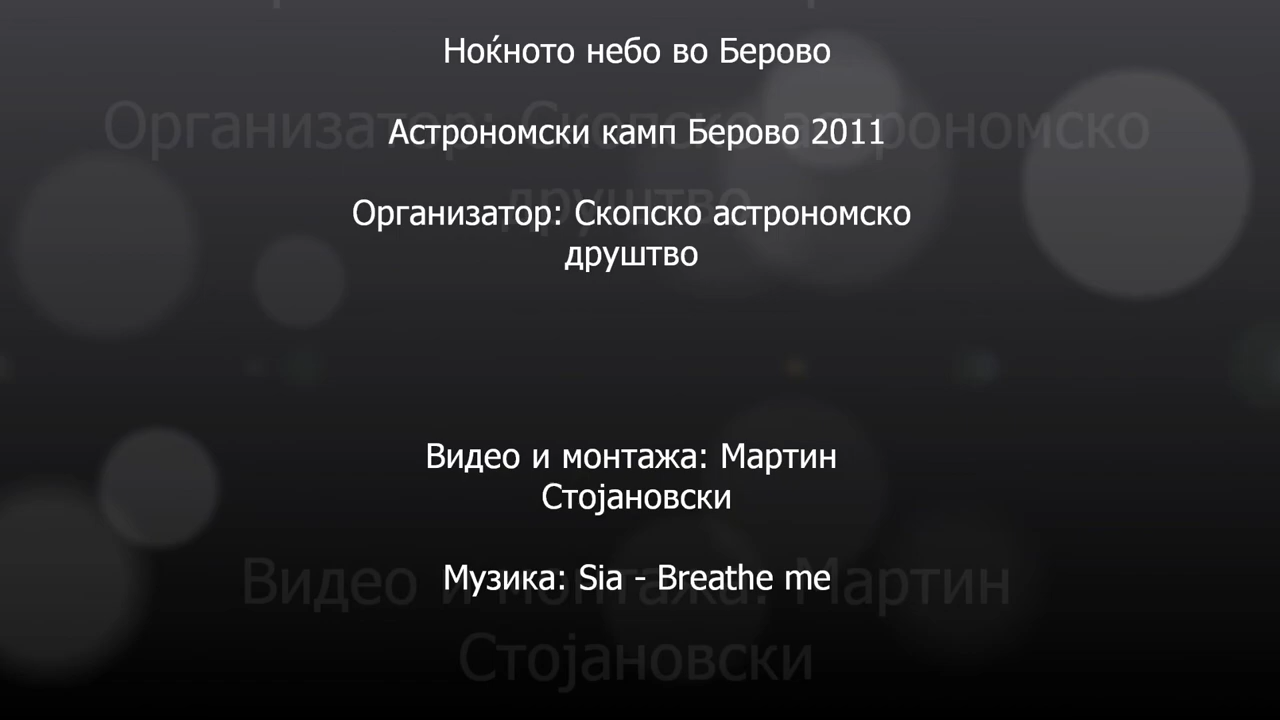 Ноќното небо во Берово
Астрономски камп Берово 2011
Организатор: Скопско астрономско
друштво
Видео и монтажа: Мартин
Стојановски
Музика: Sia - Breathe me